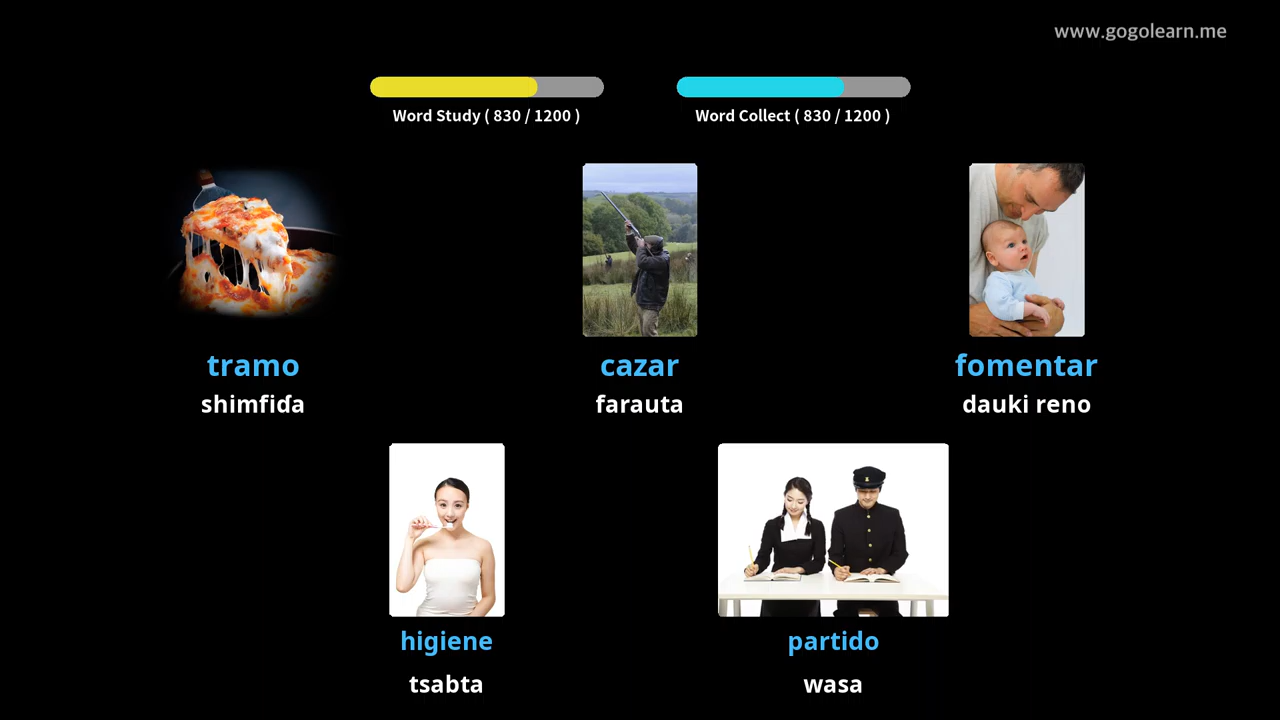 www.gogolearn.me
Word Study ( 830 / 1200 )
Word Collect ( 830 / 1200 )
tramo
shimfiɗa
cazar
farauta
fomentar
dauki reno
higiene
tsabta
partido
wasa